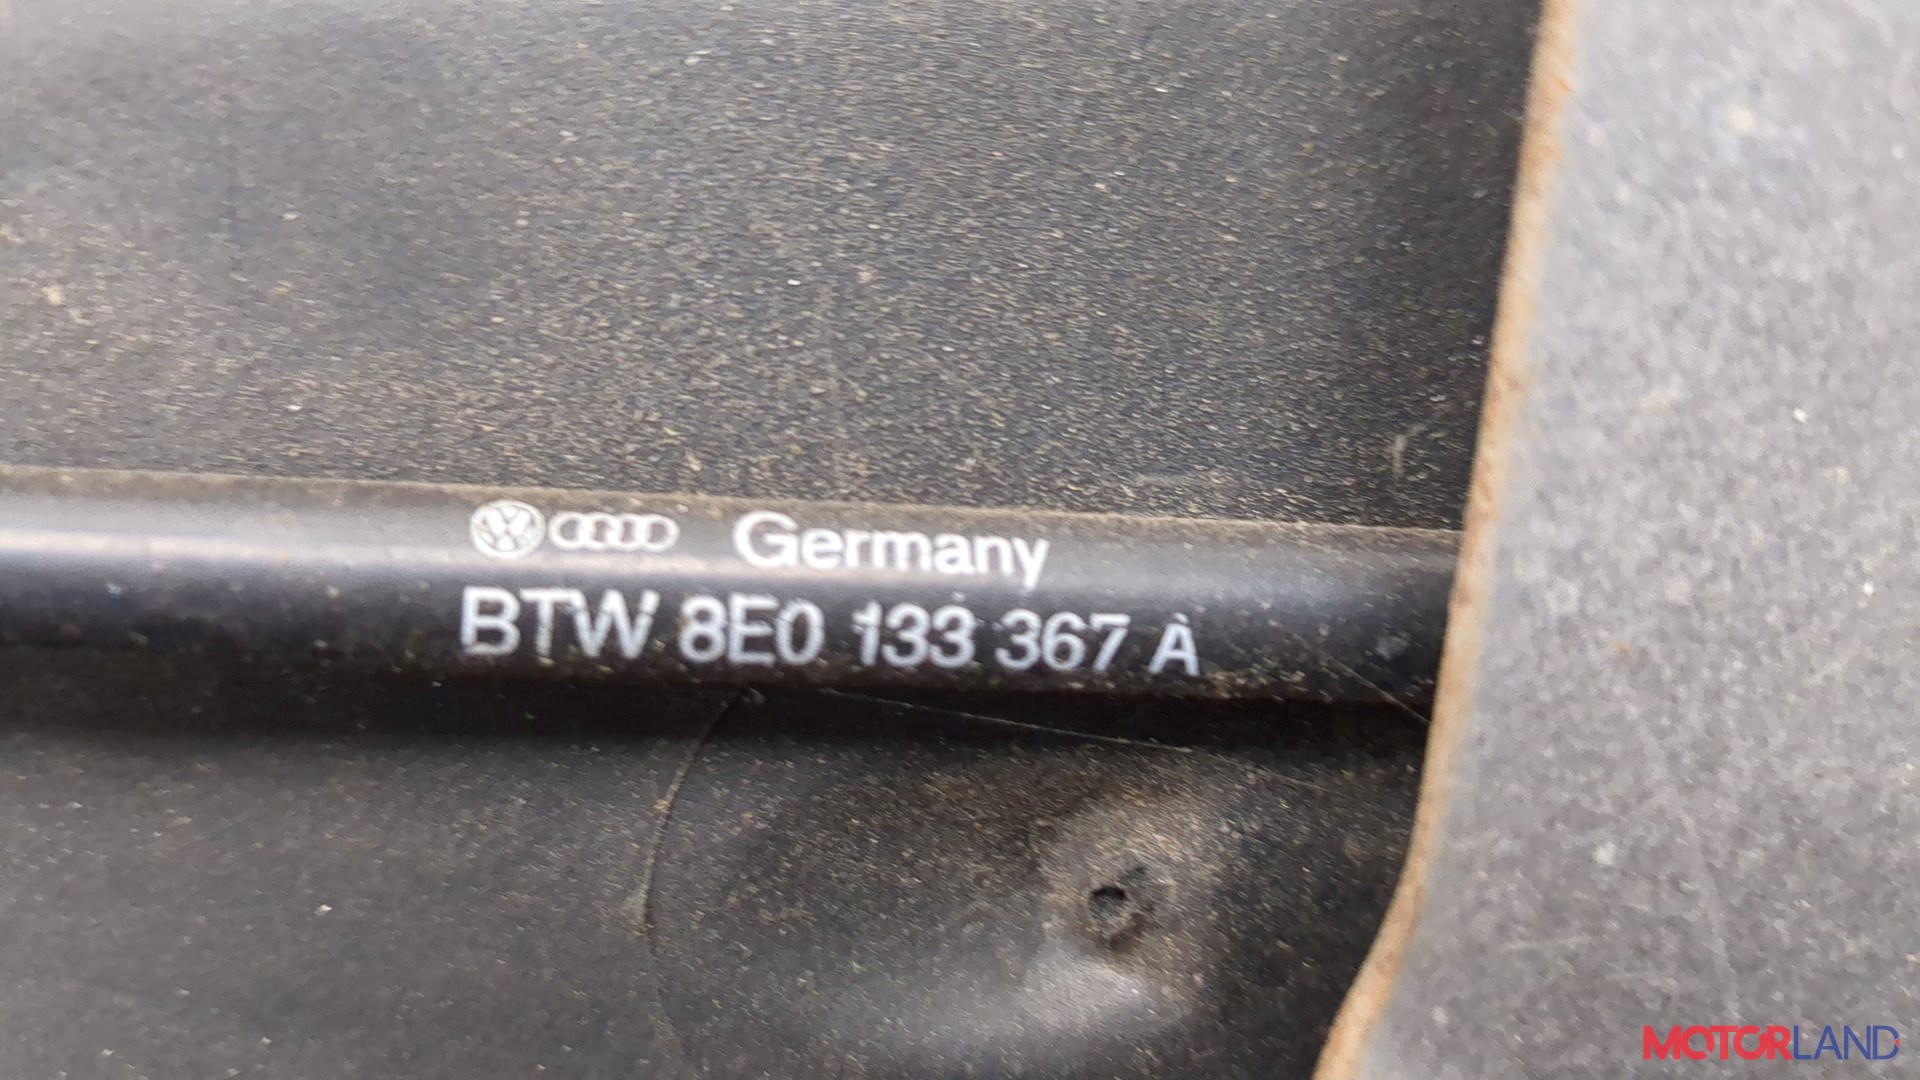 Germany
BTW 8E0 133 367 A
MOTORLAND